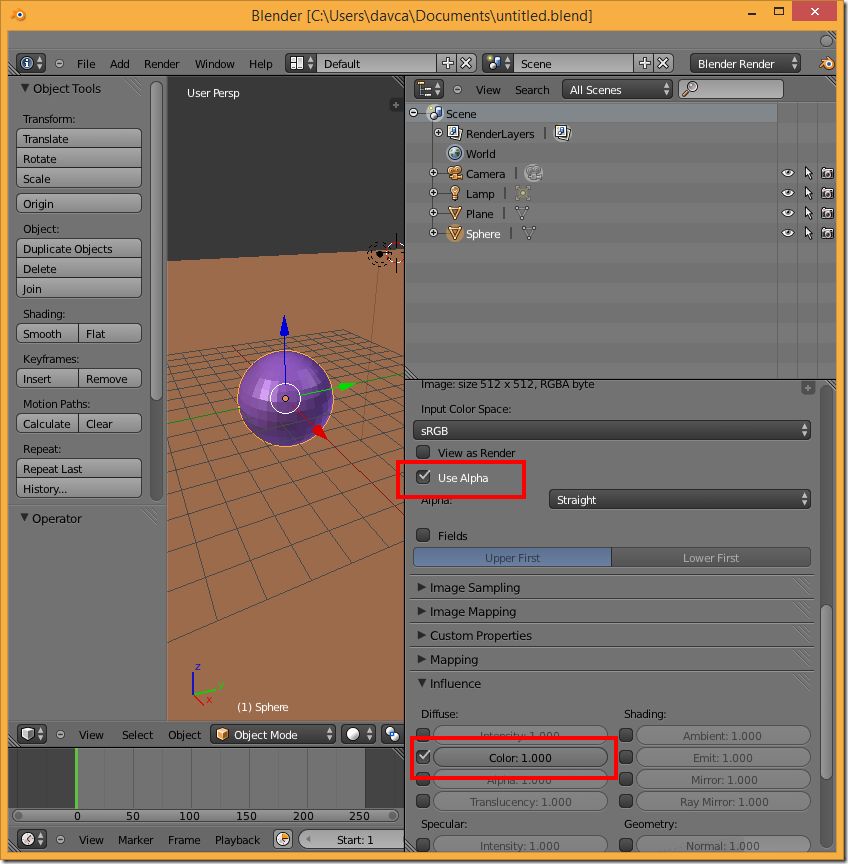 Blender [C:\Users\davca\Documents\untitled.blend]
File Add Render Window Help Default Scene Blender Render
Object Tools
Transform:
Translate
Rotate
Scale
Origin
Object:
Duplicate Objects
Delete
Join
Shading:
Smooth Flat
Keyframes:
Insert Remove
Motion Paths:
Calculate Clear
Repeat:
Repeat Last
History...
Operator
User Persp
z
y
x
(1) Sphere
View Select Object Object Mode
0 50 100 150 200 250
View Marker Frame Playback Start: 1
View Search All Scenes
Scene
RenderLayers
World
Camera
Lamp
Plane
Sphere
Image: size 512 x 512, RGBA byte
Input Color Space:
sRGB
View as Render
Use Alpha
Alpha: Straight
Fields
Upper First Lower First
Image Sampling
Image Mapping
Custom Properties
Mapping
Influence
Diffuse: Shading:
Intensity: 1.000 Ambient: 1.000
Color: 1.000 Emit: 1.000
Alpha: 1.000 Mirror: 1.000
Translucency: 1.000 Ray Mirror: 1.000
Specular: Geometry:
Intensity: 1.000 Normal: 1.000